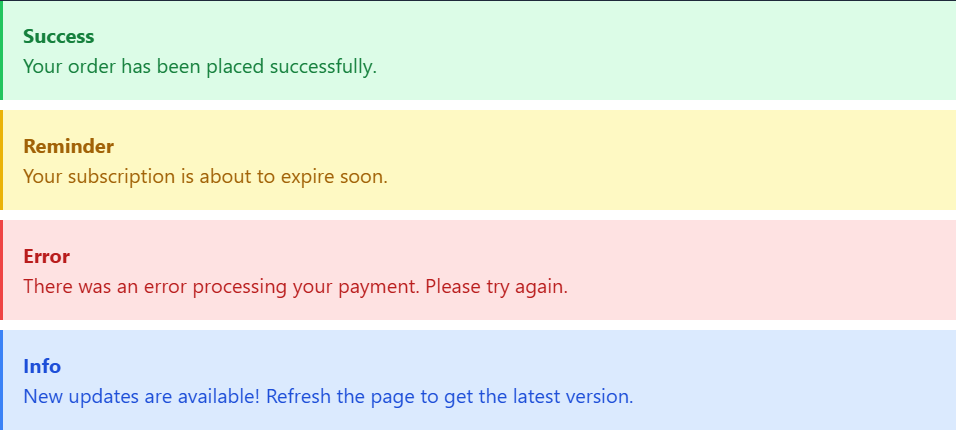 Success
Your order has been placed successfully.
Reminder
Your subscription is about to expire soon.
Error
There was an error processing your payment. Please try again.
Info
New updates are available! Refresh the page to get the latest version.